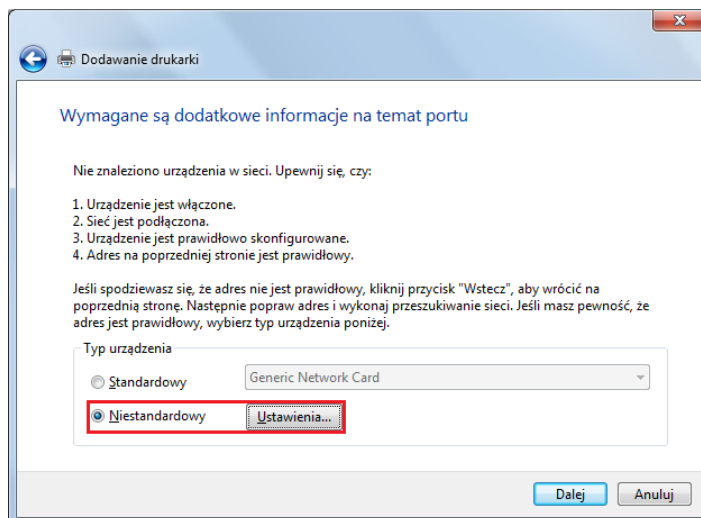 Dodawanie drukarki
Wymagane są dodatkowe informacje na temat portu
Nie znaleziono urządzenia w sieci. Upewnij się, czy:
1. Urządzenie jest włączone.
2. Sieć jest podłączona.
3. Urządzenie jest prawidłowo skonfigurowane.
4. Adres na poprzedniej stronie jest prawidłowy.
Jeśli spodziewasz się, że adres nie jest prawidłowy, kliknij przycisk "Wstecz", aby wrócić na
poprzednią stronę. Następnie popraw adres i wykonaj przeszukiwanie sieci. Jeśli masz pewność, że
adres jest prawidłowy, wybierz typ urządzenia poniżej.
Typ urządzenia
Standardowy Generic Network Card
Niestandardowy Ustawienia...
Dalej Anuluj